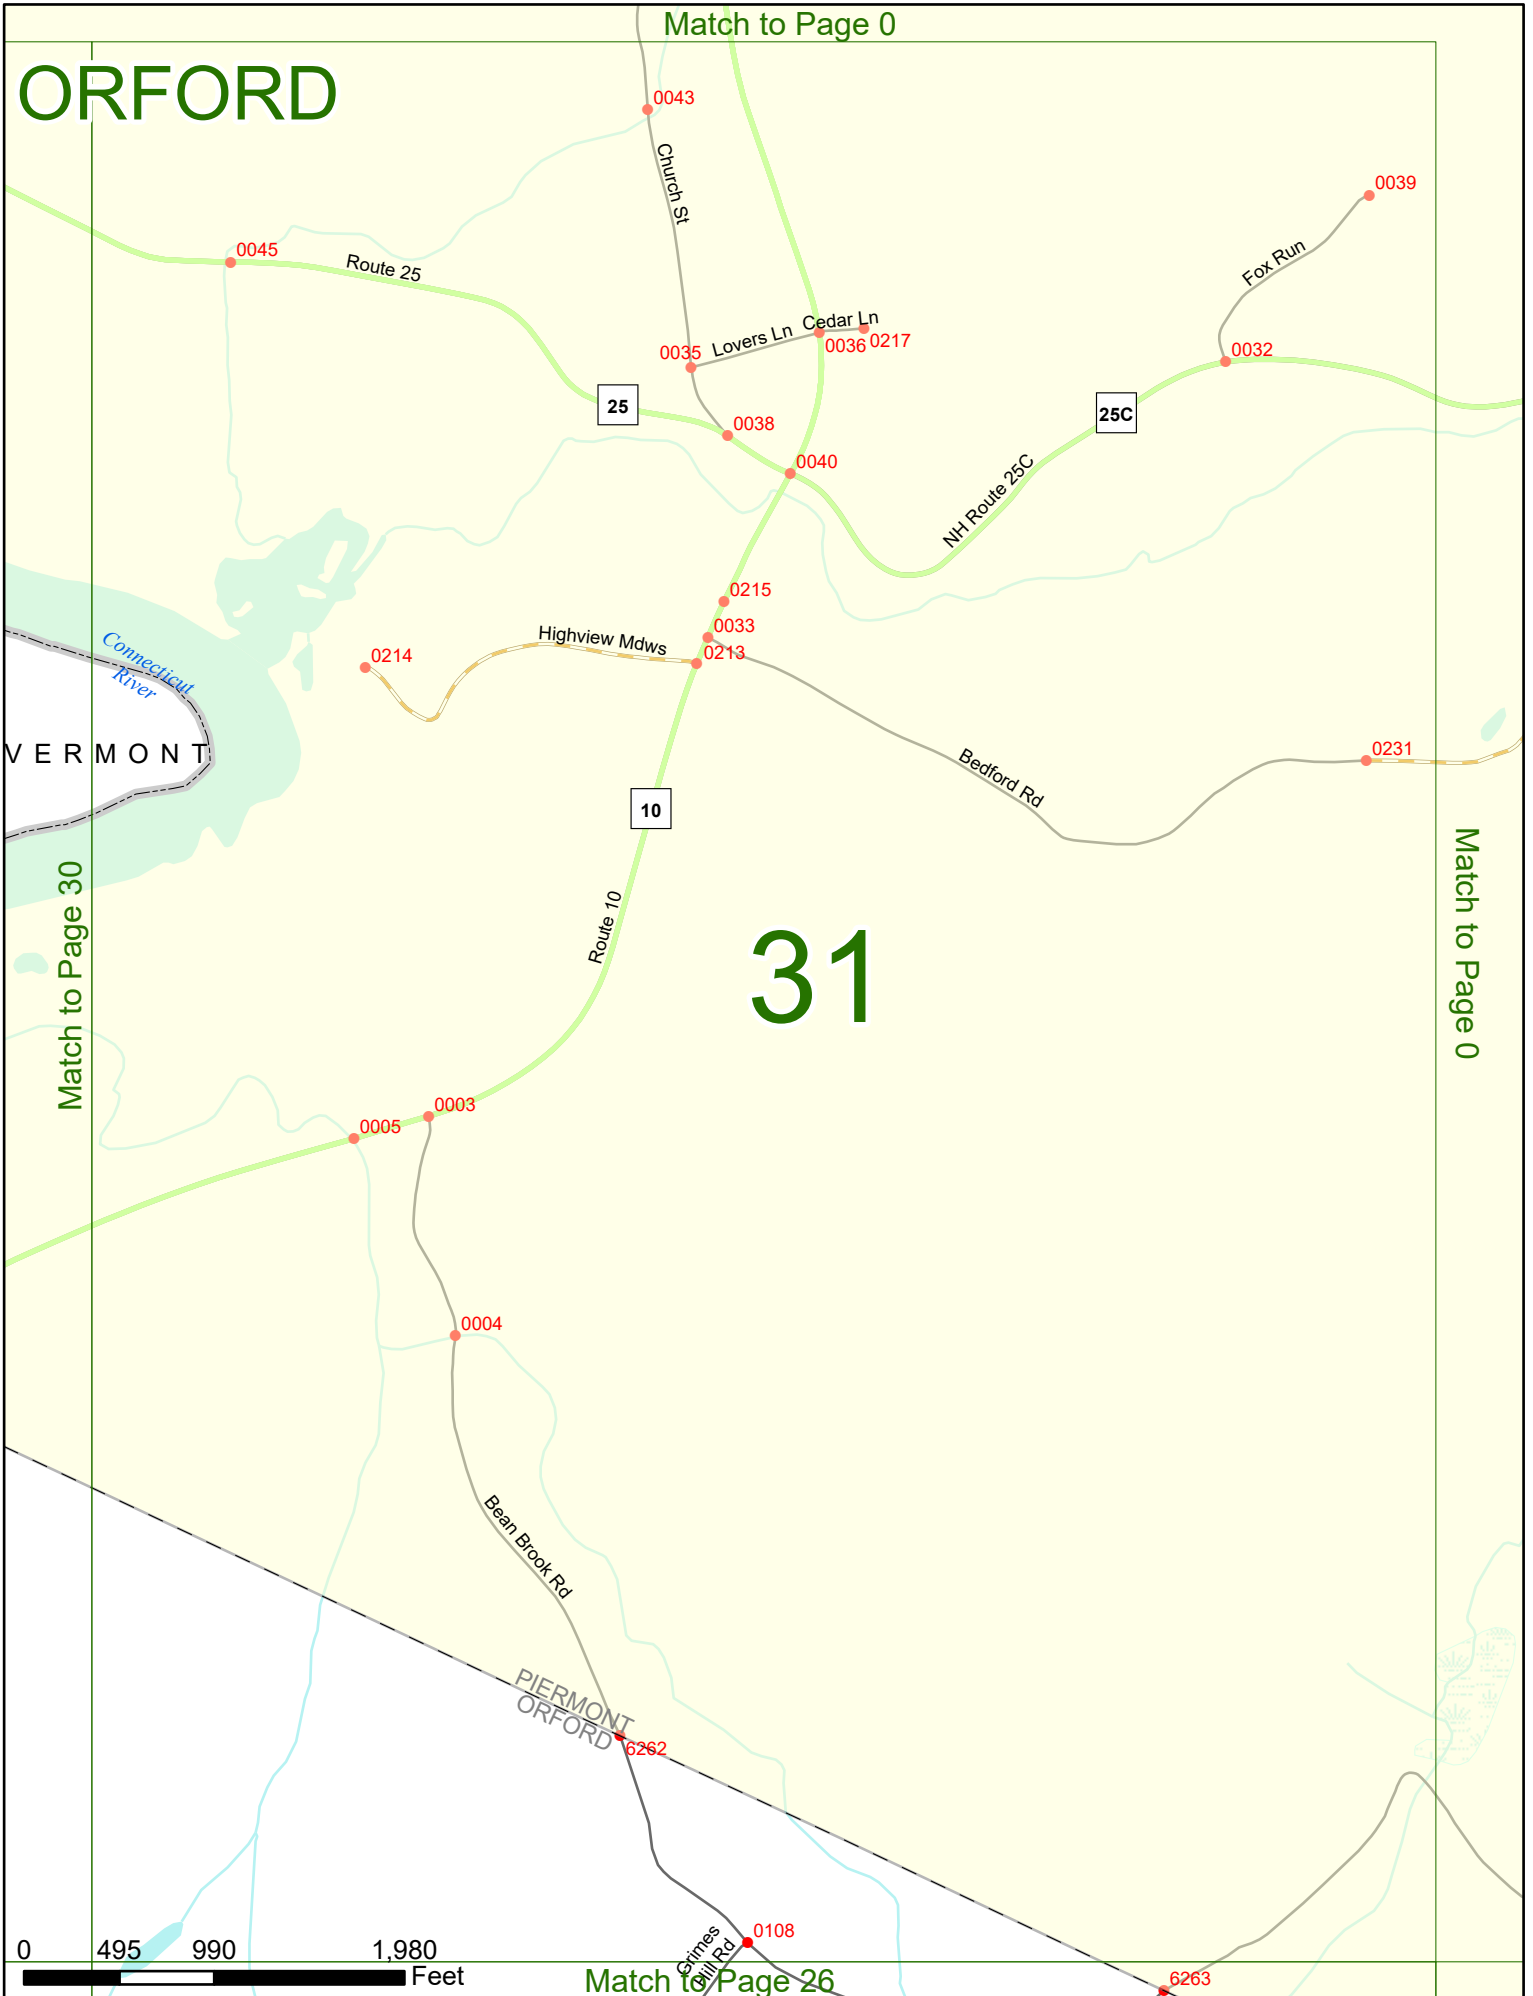 Match to Page 0
ORFORD
0043
Church St
0039
0045
Route 25
Fox Run
Cedar Ln
Lovers Ln
0036
0217
0035
0032
25
25C
0038
0040
NH Route 25C
0215
0033
Highview Mdws
0213
0214
Connecticut
River
VERMONT
0231
Bedford Rd
10
Match to Page 30
Match to Page 0
Route 10
31
0003
0005
0004
Bean Brook Rd
PIERMONT
ORFORD
6262
0108
Grimes
Hill Rd
6263
0 495 990 1,980
Feet
Match to Page 26